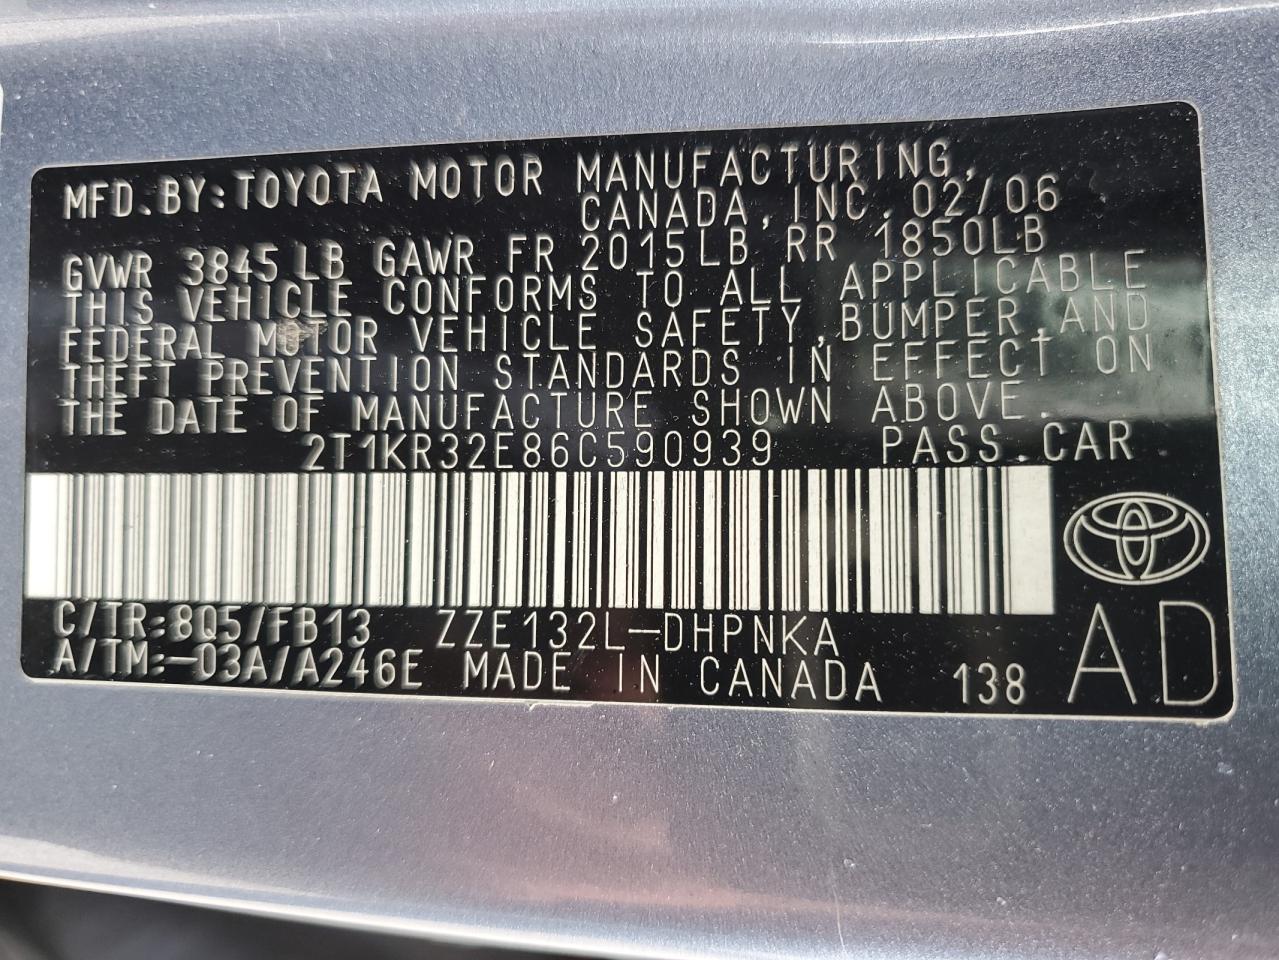 MFD.BY:TOYOTA MOTOR MANUFACTURING,
CANADA, INC. 02/06
GVWR 3845 LB GAWR FR 2015LB RR 1850LB
THIS VEHICLE CONFORMS TO ALL APPLICABLE
FEDERAL MOTOR VEHICLE SAFETY, BUMPER, AND
THEFT PREVENTION STANDARDS IN EFFECT ON
THE DATE OF MANUFACTURE SHOWN ABOVE.
2T1KR32E86C590939 PASS.CAR
C/TR:8Q5/FB13 ZZE132L-DHPNKA
A/TM:-03A/A246E MADE IN CANADA 138
AD